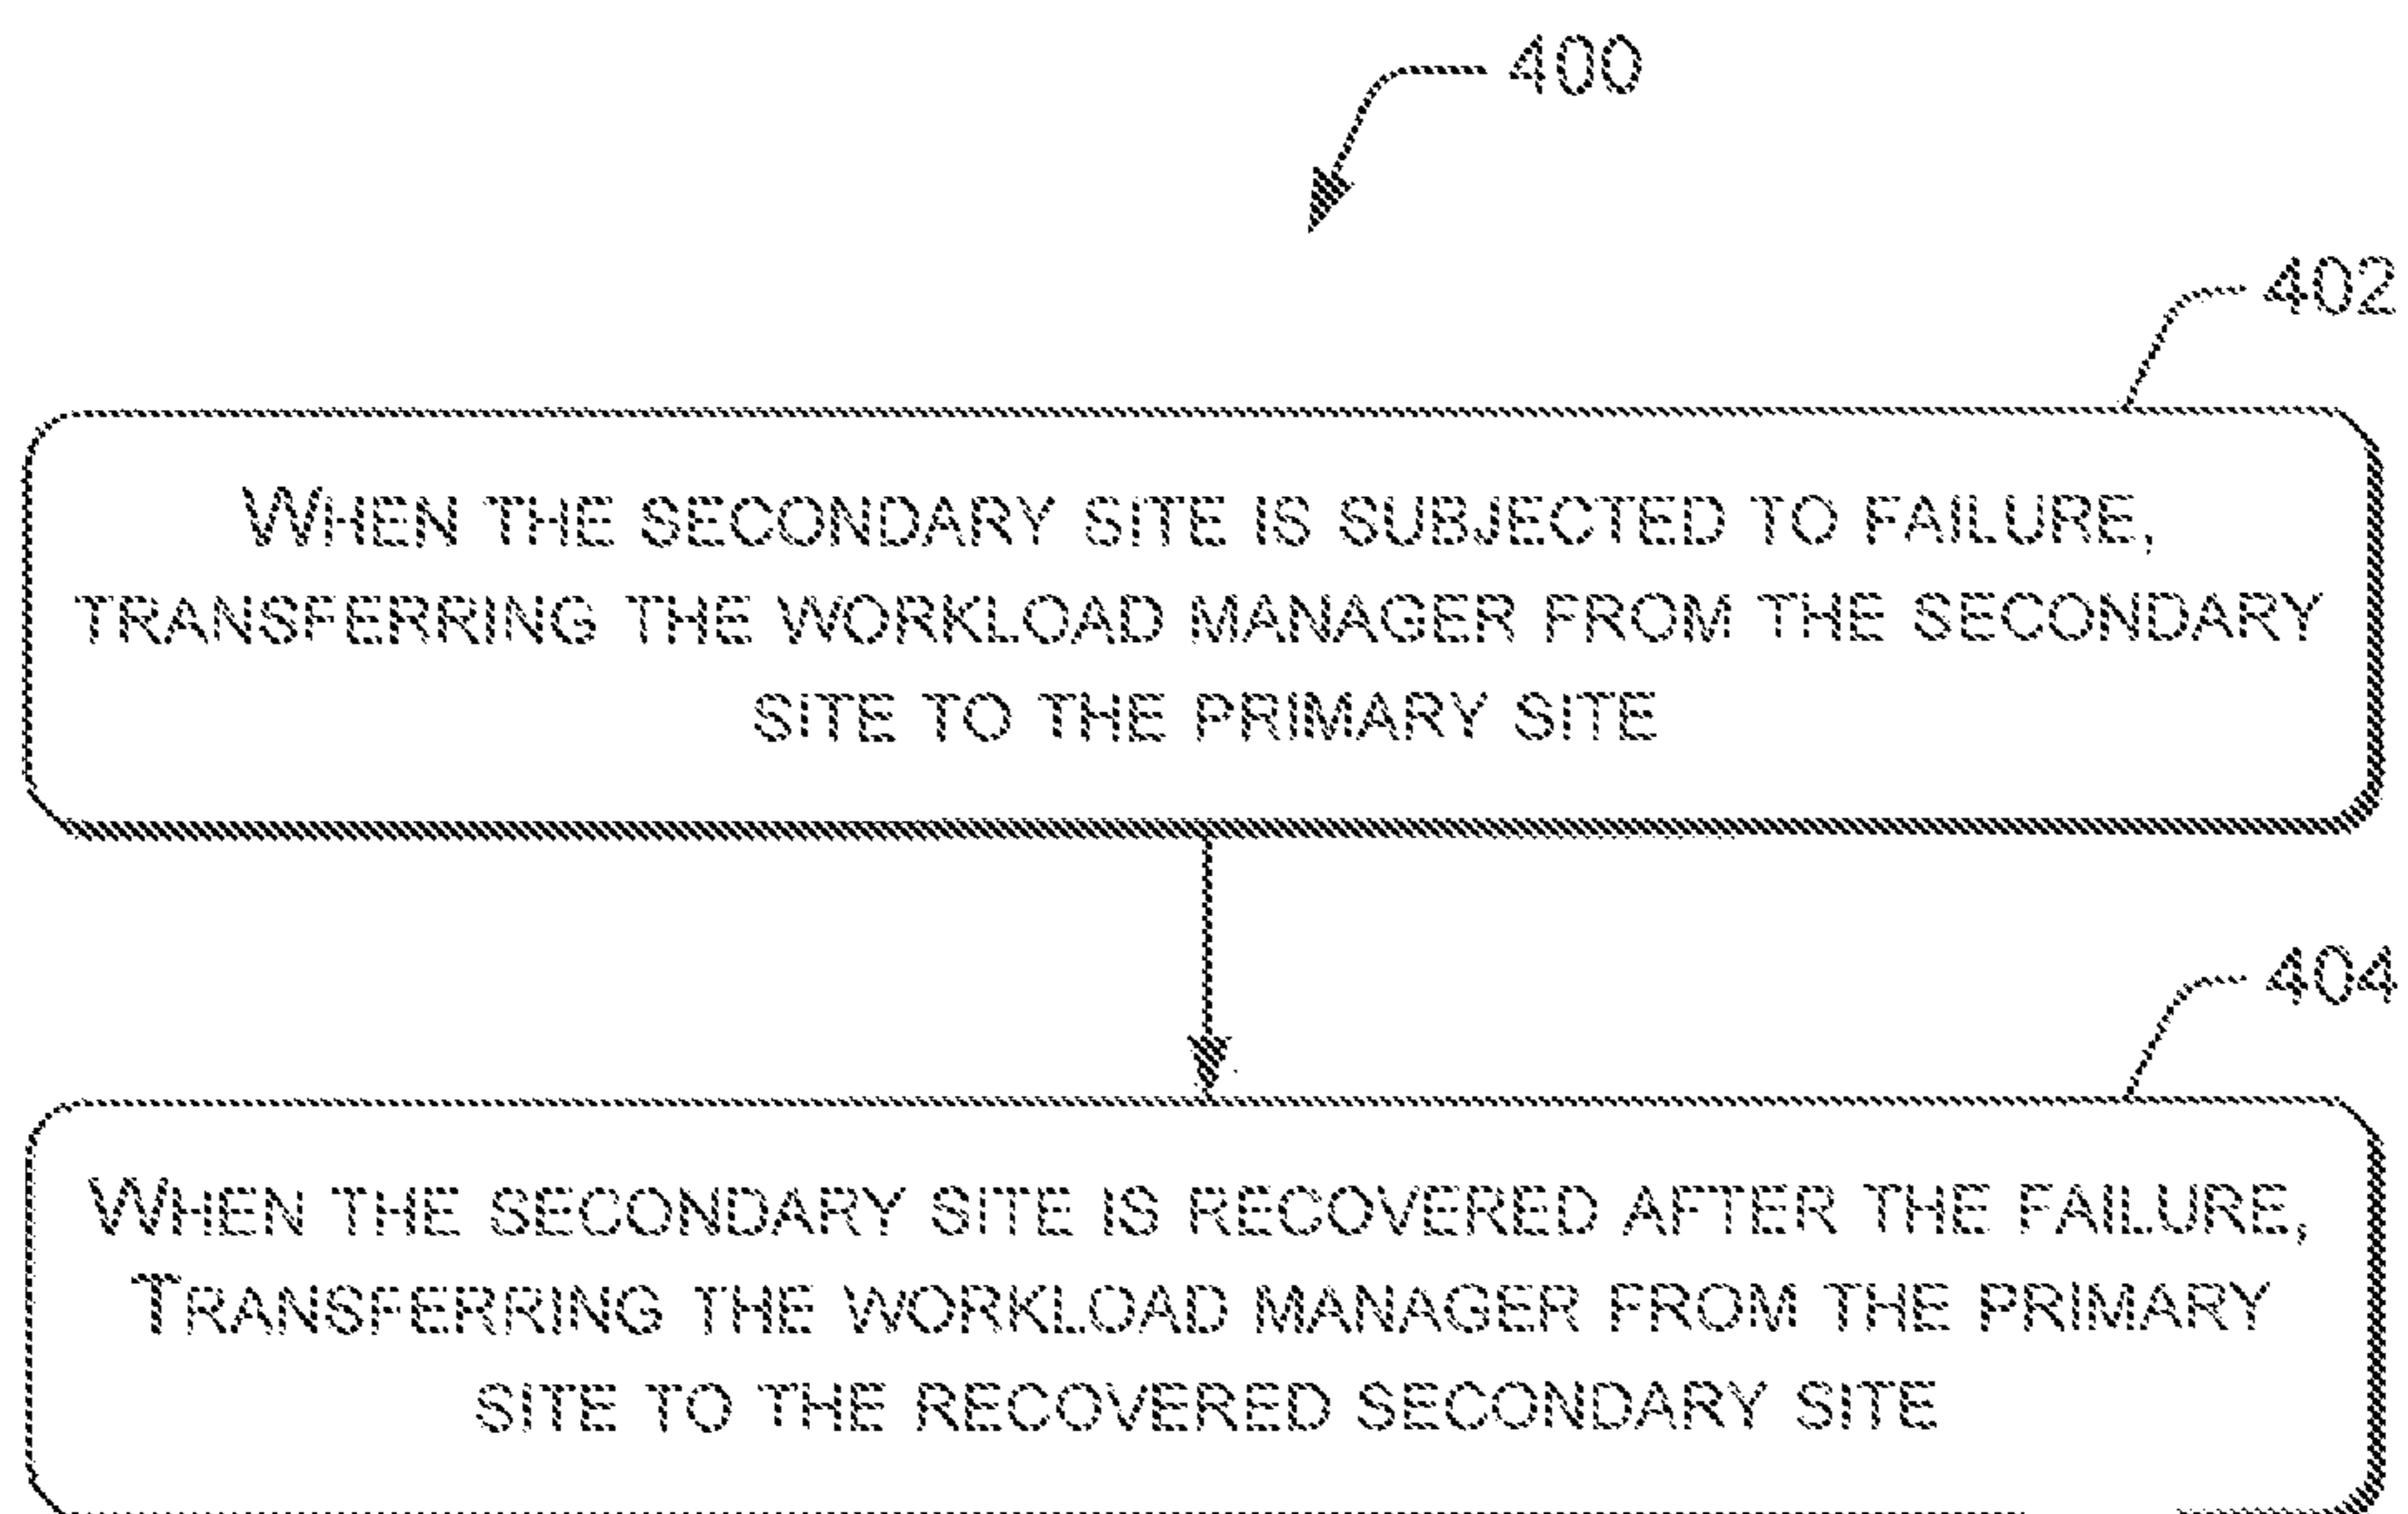 400
402
WHEN THE SECONDARY SITE IS SUBJECTED TO FAILURE,
TRANSFERRING THE WORKLOAD MANAGER FROM THE SECONDARY
SITE TO THE PRIMARY SITE
404
WHEN THE SECONDARY SITE IS RECOVERED AFTER THE FAILURE,
TRANSFERRING THE WORKLOAD MANAGER FROM THE PRIMARY
SITE TO THE RECOVERED SECONDARY SITE